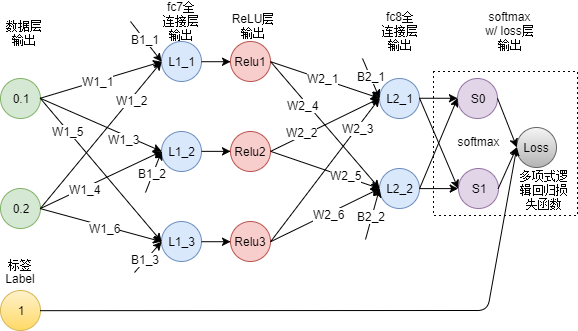 数据层
输出
fc7全
连接层
输出
ReLU层
输出
fc8全
连接层
输出
softmax
w/ loss层
输出
B1_1
L1_1
Relu1
W1_1
W2_1
B2_1
0.1
W1_2
W2_4
L2_1
S0
W1_5
W1_3
W2_2
W2_3
softmax
L1_2
Relu2
Loss
B1_2
W1_4
W2_5
多项式逻
辑回归损
失函数
0.2
L2_2
S1
W1_6
W2_6
B2_2
L1_3
Relu3
B1_3
标签
Label
1